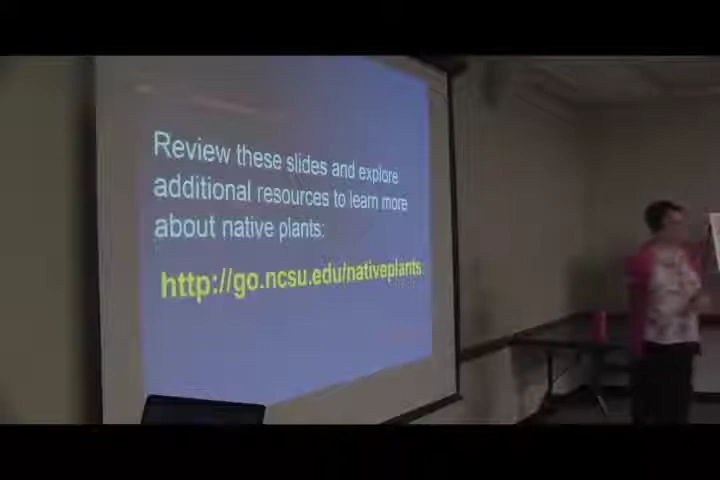 Review these slides and explore
additional resources to learn more
about native plants:
http://go.ncsu.edu/nativeplants